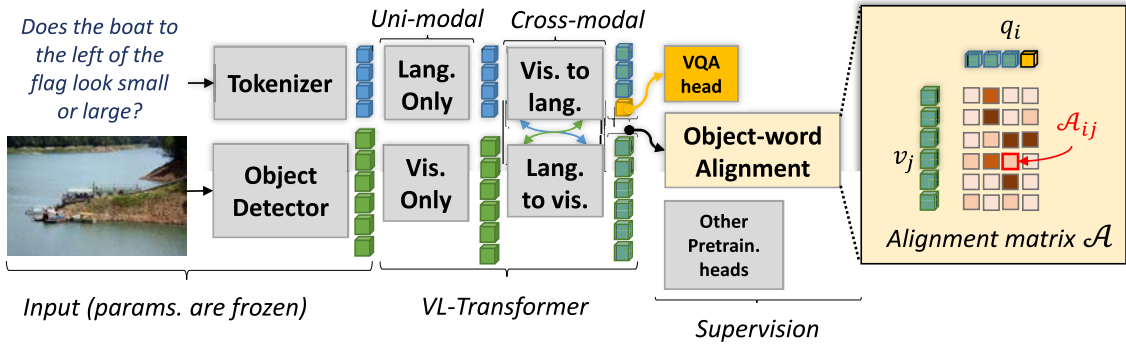 Does the boat to
the left of the
flag look small
or large?
Tokenizer
Object
Detector
Input (params. are frozen)
Uni-modal
Lang.
Only
Vis.
Only
Cross-modal
Vis. to
lang.
Lang.
to vis.
VL-Transformer
VQA
head
Object-word
Alignment
Other
Pretrain.
heads
Supervision
q_i
v_j
𝒜_ij
Alignment matrix 𝒜